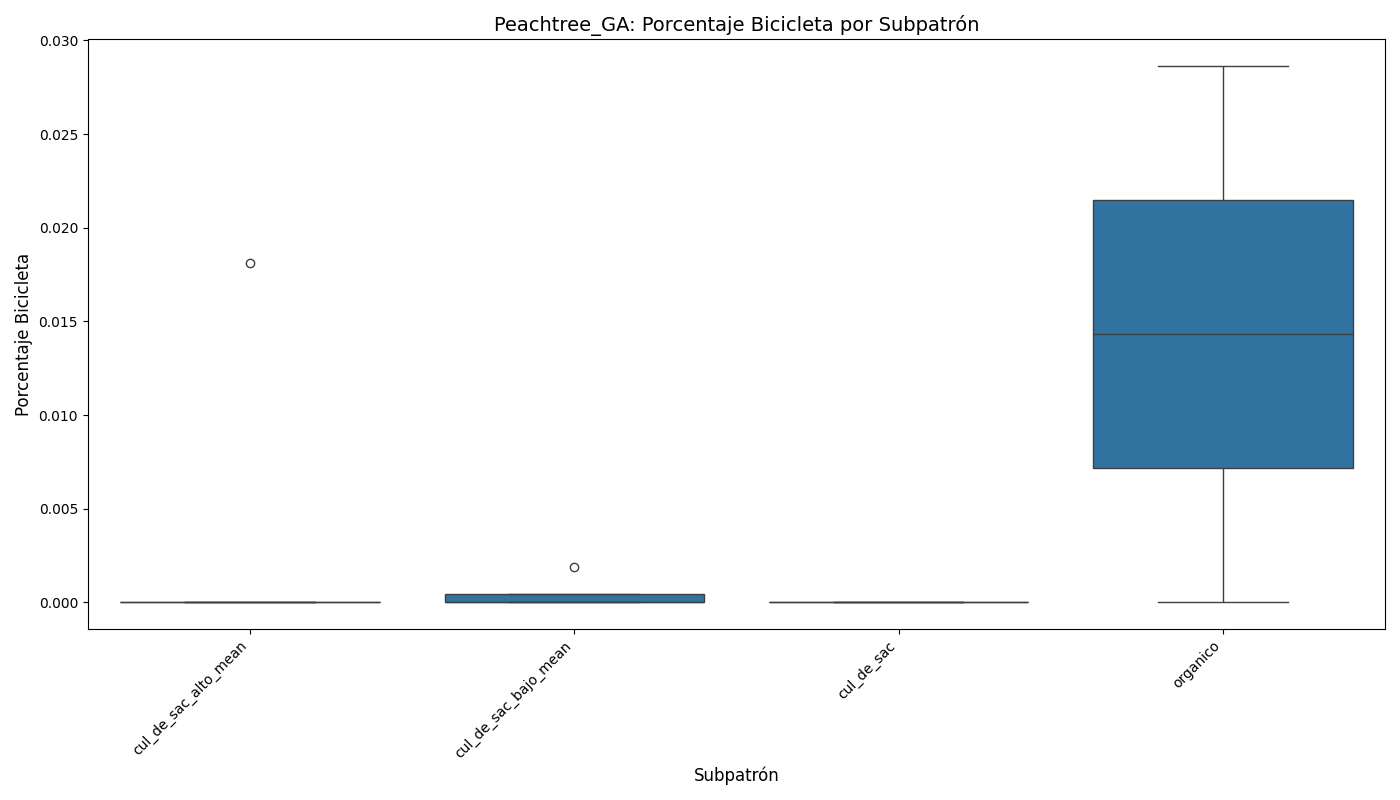 Peachtree_GA: Porcentaje Bicicleta por Subpatrón
0.030
0.025
0.020
0.015
0.010
0.005
0.000
Porcentaje Bicicleta
cul_de_sac_alto_mean
cul_de_sac_bajo_mean
cul_de_sac
organico
Subpatrón